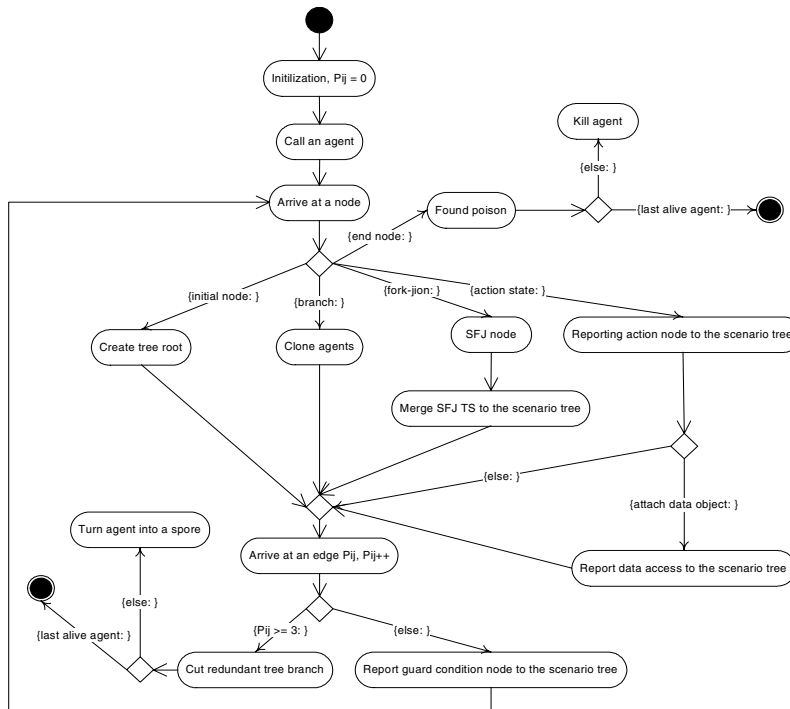 Initilization, Pij = 0
Call an agent
Kill agent
{else: }
Arrive at a node
Found poison
{last alive agent: }
{end node: }
{initial node: }
{branch: }
{fork-jion: }
{action state: }
Create tree root
Clone agents
SFJ node
Reporting action node to the scenario tree
Merge SFJ TS to the scenario tree
{else: }
{attach data object: }
Turn agent into a spore
Arrive at an edge Pij, Pij++
Report data access to the scenario tree
{else: }
{last alive agent: }
{Pij >= 3: }
{else: }
Cut redundant tree branch
Report guard condition node to the scenario tree